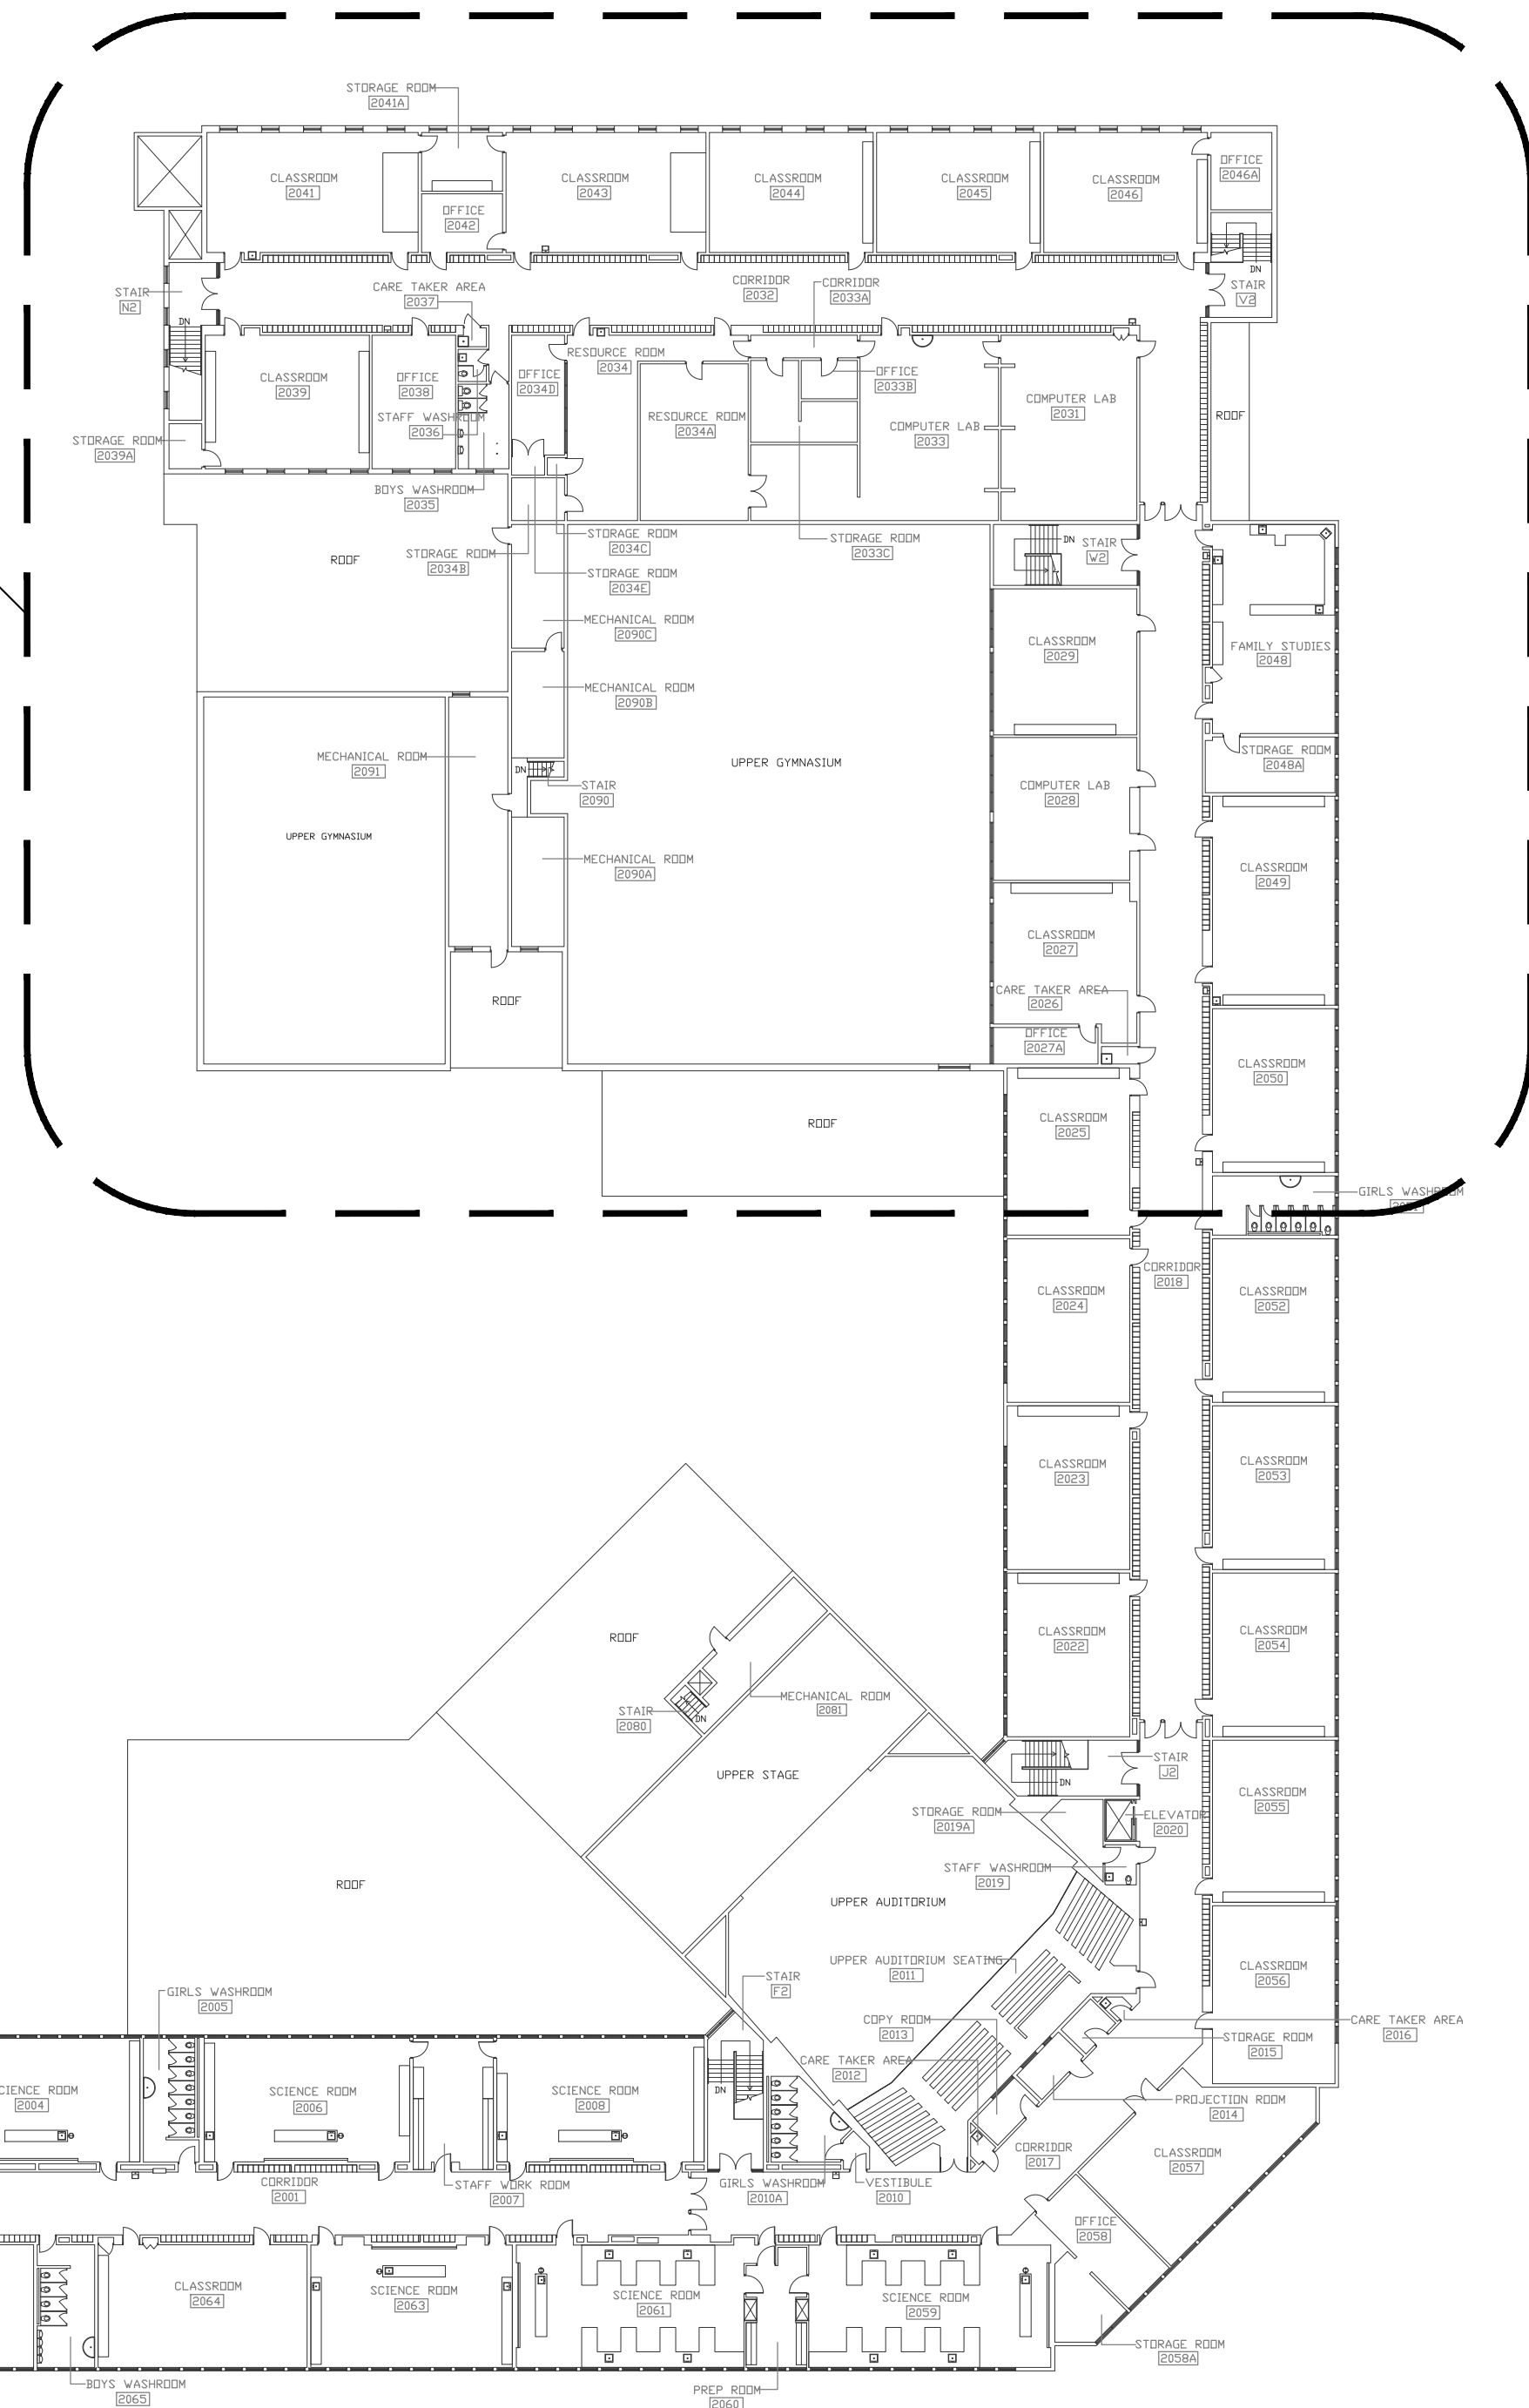 STORAGE ROOM
2041A
CLASSROOM
2041
OFFICE
2042
CLASSROOM
2043
CLASSROOM
2044
CLASSROOM
2045
CLASSROOM
2046
OFFICE
2046A
STAIR
N2
DN
CARE TAKER AREA
2037
CORRIDOR
2032
CORRIDOR
2033A
DN
STAIR
V2
CLASSROOM
2039
OFFICE
2038
STAFF WASHROOM
2036
OFFICE
2034D
RESOURCE ROOM
2034
RESOURCE ROOM
2034A
OFFICE
2033B
COMPUTER LAB
2033
COMPUTER LAB
2031
ROOF
STORAGE ROOM
2039A
BOYS WASHROOM
2035
STORAGE ROOM
2034B
STORAGE ROOM
2034C
STORAGE ROOM
2034E
STORAGE ROOM
2033C
DN
STAIR
W2
ROOF
MECHANICAL ROOM
2090C
MECHANICAL ROOM
2090B
CLASSROOM
2029
FAMILY STUDIES
2048
MECHANICAL ROOM
2091
DN
STAIR
2090
UPPER GYMNASIUM
COMPUTER LAB
2028
STORAGE ROOM
2048A
UPPER GYMNASIUM
MECHANICAL ROOM
2090A
CLASSROOM
2049
CLASSROOM
2027
CARE TAKER AREA
2026
OFFICE
2027A
ROOF
CLASSROOM
2050
ROOF
CLASSROOM
2025
GIRLS WASHROOM
CORRIDOR
2018
CLASSROOM
2024
CLASSROOM
2052
CLASSROOM
2023
CLASSROOM
2053
ROOF
CLASSROOM
2022
CLASSROOM
2054
MECHANICAL ROOM
2081
STAIR
2080
DN
UPPER STAGE
STAIR
J2
DN
CLASSROOM
2055
STORAGE ROOM
2019A
ELEVATOR
2020
STAFF WASHROOM
2019
ROOF
UPPER AUDITORIUM
UPPER AUDITORIUM SEATING
2011
CLASSROOM
2056
STAIR
F2
GIRLS WASHROOM
2005
COPY ROOM
2013
CARE TAKER AREA
2016
STORAGE ROOM
2015
CARE TAKER AREA
2012
CIENCE ROOM
2004
SCIENCE ROOM
2006
SCIENCE ROOM
2008
DN
PROJECTION ROOM
2014
CORRIDOR
2017
CLASSROOM
2057
CORRIDOR
2001
STAFF WORK ROOM
2007
GIRLS WASHROOM
2010A
VESTIBULE
2010
OFFICE
2058
CLASSROOM
2064
SCIENCE ROOM
2063
SCIENCE ROOM
2061
SCIENCE ROOM
2059
STORAGE ROOM
2058A
BOYS WASHROOM
2065
PREP ROOM
2060